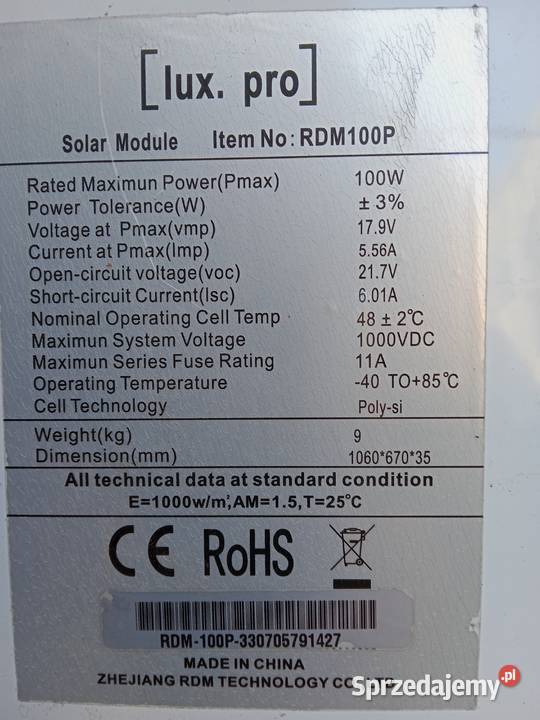 [lux. pro]
Solar Module Item No: RDM100P
Rated Maximun Power(Pmax) 100W
Power Tolerance(W) ± 3%
Voltage at Pmax(vmp) 17.9V
Current at Pmax(Imp) 5.56A
Open-circuit voltage(voc) 21.7V
Short-circuit Current(Isc) 6.01A
Nominal Operating Cell Temp 48 ± 2℃
Maximun System Voltage 1000VDC
Maximun Series Fuse Rating 11A
Operating Temperature -40 TO+85℃
Cell Technology Poly-si
Weight(kg) 9
Dimension(mm) 1060*670*35
All technical data at standard condition
E=1000w/m²,AM=1.5,T=25℃
CE RoHS
RDM-100P-330705791427
MADE IN CHINA
ZHEJIANG RDM TECHNOLOGY CO
Sprzedajemy.pl